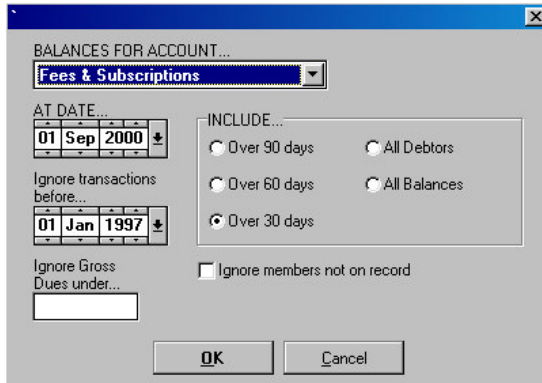 BALANCES FOR ACCOUNT...
Fees & Subscriptions
AT DATE...
01 Sep 2000
Ignore transactions
before...
01 Jan 1997
Ignore Gross
Dues under...
INCLUDE...
Over 90 days All Debtors
Over 60 days All Balances
Over 30 days
Ignore members not on record
OK Cancel